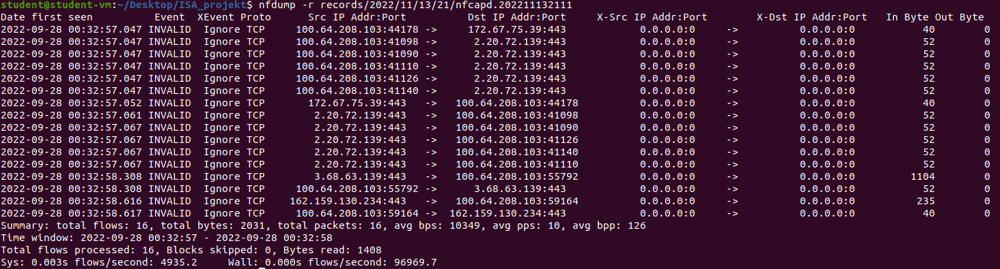 student@student-vm:~/Desktop/ISA_projekt$ nfdump -r records/2022/11/13/21/nfcapd.202211132111
Date first seen Event XEvent Proto Src IP Addr:Port Dst IP Addr:Port X-Src IP Addr:Port X-Dst IP Addr:Port In Byte Out Byte
2022-09-28 00:32:57.047 INVALID Ignore TCP 100.64.208.103:44178 -> 172.67.75.39:443 0.0.0.0:0 -> 0.0.0.0:0 40 0
2022-09-28 00:32:57.047 INVALID Ignore TCP 100.64.208.103:41098 -> 2.20.72.139:443 0.0.0.0:0 -> 0.0.0.0:0 52 0
2022-09-28 00:32:57.047 INVALID Ignore TCP 100.64.208.103:41090 -> 2.20.72.139:443 0.0.0.0:0 -> 0.0.0.0:0 52 0
2022-09-28 00:32:57.047 INVALID Ignore TCP 100.64.208.103:41110 -> 2.20.72.139:443 0.0.0.0:0 -> 0.0.0.0:0 52 0
2022-09-28 00:32:57.047 INVALID Ignore TCP 100.64.208.103:41126 -> 2.20.72.139:443 0.0.0.0:0 -> 0.0.0.0:0 52 0
2022-09-28 00:32:57.047 INVALID Ignore TCP 100.64.208.103:41140 -> 2.20.72.139:443 0.0.0.0:0 -> 0.0.0.0:0 52 0
2022-09-28 00:32:57.052 INVALID Ignore TCP 172.67.75.39:443 -> 100.64.208.103:44178 0.0.0.0:0 -> 0.0.0.0:0 40 0
2022-09-28 00:32:57.061 INVALID Ignore TCP 2.20.72.139:443 -> 100.64.208.103:41098 0.0.0.0:0 -> 0.0.0.0:0 52 0
2022-09-28 00:32:57.067 INVALID Ignore TCP 2.20.72.139:443 -> 100.64.208.103:41090 0.0.0.0:0 -> 0.0.0.0:0 52 0
2022-09-28 00:32:57.067 INVALID Ignore TCP 2.20.72.139:443 -> 100.64.208.103:41126 0.0.0.0:0 -> 0.0.0.0:0 52 0
2022-09-28 00:32:57.067 INVALID Ignore TCP 2.20.72.139:443 -> 100.64.208.103:41140 0.0.0.0:0 -> 0.0.0.0:0 52 0
2022-09-28 00:32:57.067 INVALID Ignore TCP 2.20.72.139:443 -> 100.64.208.103:41110 0.0.0.0:0 -> 0.0.0.0:0 52 0
2022-09-28 00:32:58.308 INVALID Ignore TCP 3.68.63.139:443 -> 100.64.208.103:55792 0.0.0.0:0 -> 0.0.0.0:0 1104 0
2022-09-28 00:32:58.308 INVALID Ignore TCP 100.64.208.103:55792 -> 3.68.63.139:443 0.0.0.0:0 -> 0.0.0.0:0 52 0
2022-09-28 00:32:58.616 INVALID Ignore TCP 162.159.130.234:443 -> 100.64.208.103:59164 0.0.0.0:0 -> 0.0.0.0:0 235 0
2022-09-28 00:32:58.617 INVALID Ignore TCP 100.64.208.103:59164 -> 162.159.130.234:443 0.0.0.0:0 -> 0.0.0.0:0 40 0
Summary: total flows: 16, total bytes: 2031, total packets: 16, avg bps: 10349, avg pps: 10, avg bpp: 126
Time window: 2022-09-28 00:32:57 - 2022-09-28 00:32:58
Total flows processed: 16, Blocks skipped: 0, Bytes read: 1408
Sys: 0.003s flows/second: 4935.2 Wall: 0.000s flows/second: 96969.7